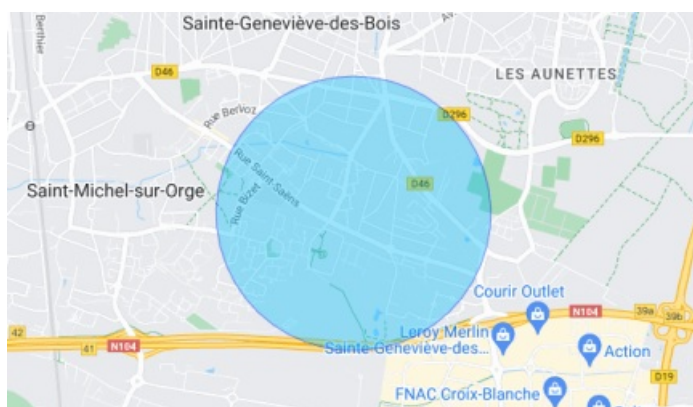 Sainte-Geneviève-des-Bois
Berthier
Av.
D46
LES AUNETTES
Rue Berlioz
D296
D296
Rue Saint Saëns
D46
Saint-Michel-sur-Orge
Rue Bizet
Courir Outlet
N104
39a
39b
42
Leroy Merlin
41
N104
Sainte-Geneviève des...
Action
D19
FNAC Croix-Blanche